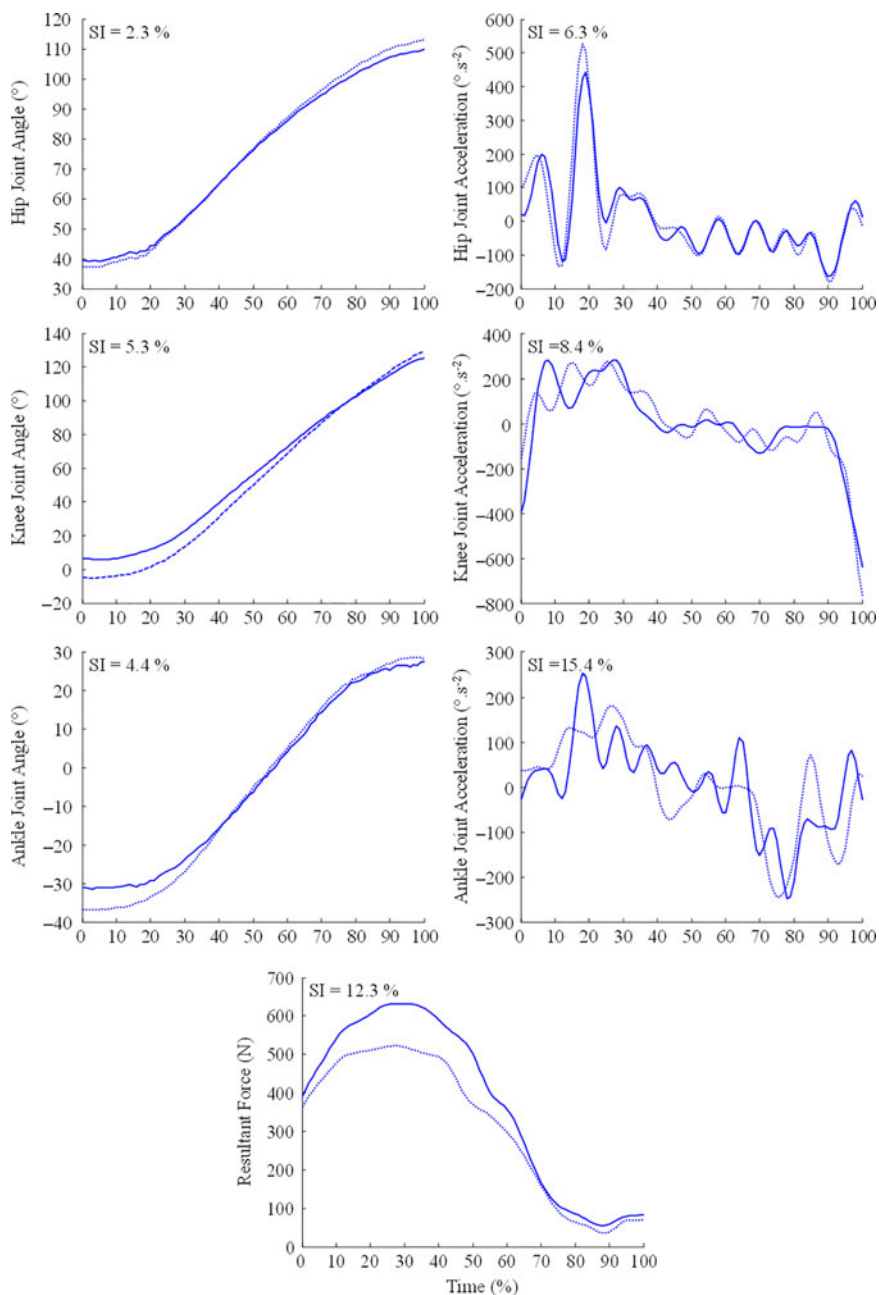 SI = 2.3 %
Hip Joint Angle (°)
120
110
100
90
80
70
60
50
40
30
0 10 20 30 40 50 60 70 80 90 100
SI = 6.3 %
Hip Joint Acceleration (°.s⁻²)
600
500
400
300
200
100
0
−100
−200
0 10 20 30 40 50 60 70 80 90 100
SI = 5.3 %
Knee Joint Angle (°)
140
120
100
80
60
40
20
0
−20
0 10 20 30 40 50 60 70 80 90 100
SI =8.4 %
Knee Joint Acceleration (°.s⁻²)
400
200
0
−200
−400
−600
−800
0 10 20 30 40 50 60 70 80 90 100
SI = 4.4 %
Ankle Joint Angle (°)
30
20
10
0
−10
−20
−30
−40
0 10 20 30 40 50 60 70 80 90 100
SI =15.4 %
Ankle Joint Acceleration (°.s⁻²)
300
200
100
0
−100
−200
−300
0 10 20 30 40 50 60 70 80 90 100
SI = 12.3 %
Resultant Force (N)
700
600
500
400
300
200
100
0
0 10 20 30 40 50 60 70 80 90 100
Time (%)